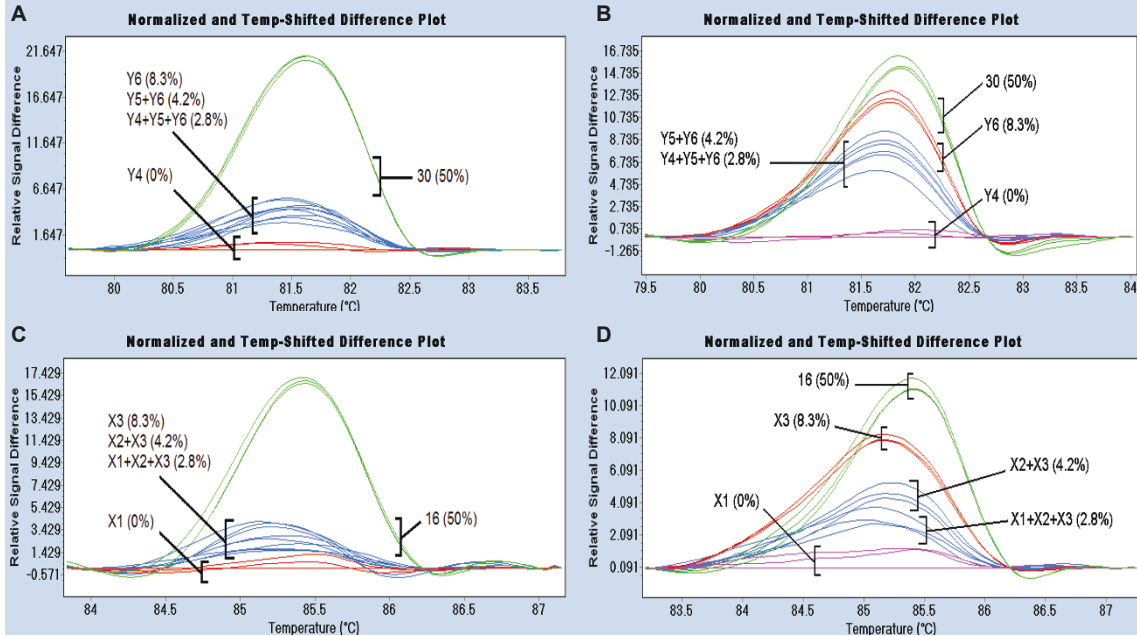 A
Normalized and Temp-Shifted Difference Plot
Relative Signal Difference
21.647
16.647
11.647
6.647
1.647
Y6 (8.3%)
Y5+Y6 (4.2%)
Y4+Y5+Y6 (2.8%)
Y4 (0%)
30 (50%)
80 80.5 81 81.5 82 82.5 83 83.5
Temperature (°C)
B
Normalized and Temp-Shifted Difference Plot
Relative Signal Difference
16.735
14.735
12.735
10.735
8.735
6.735
4.735
2.735
0.735
-1.265
30 (50%)
Y6 (8.3%)
Y5+Y6 (4.2%)
Y4+Y5+Y6 (2.8%)
Y4 (0%)
79.5 80 80.5 81 81.5 82 82.5 83 83.5 84
Temperature (°C)
C
Normalized and Temp-Shifted Difference Plot
Relative Signal Difference
17.429
15.429
13.429
11.429
9.429
7.429
5.429
3.429
1.429
-0.571
X3 (8.3%)
X2+X3 (4.2%)
X1+X2+X3 (2.8%)
X1 (0%)
16 (50%)
84 84.5 85 85.5 86 86.5 87
Temperature (°C)
D
Normalized and Temp-Shifted Difference Plot
Relative Signal Difference
12.091
10.091
8.091
6.091
4.091
2.091
0.091
16 (50%)
X3 (8.3%)
X2+X3 (4.2%)
X1 (0%)
X1+X2+X3 (2.8%)
83.5 84 84.5 85 85.5 86 86.5 87
Temperature (°C)